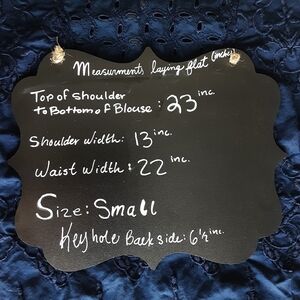 Measurments laying flat (inches)
Top of Shoulder
to Bottom of Blouse: 23 inc.
Shoulder Width: 13 inc.
Waist Width: 22 inc.
Size: Small
Keyhole Back side: 6½ inc.